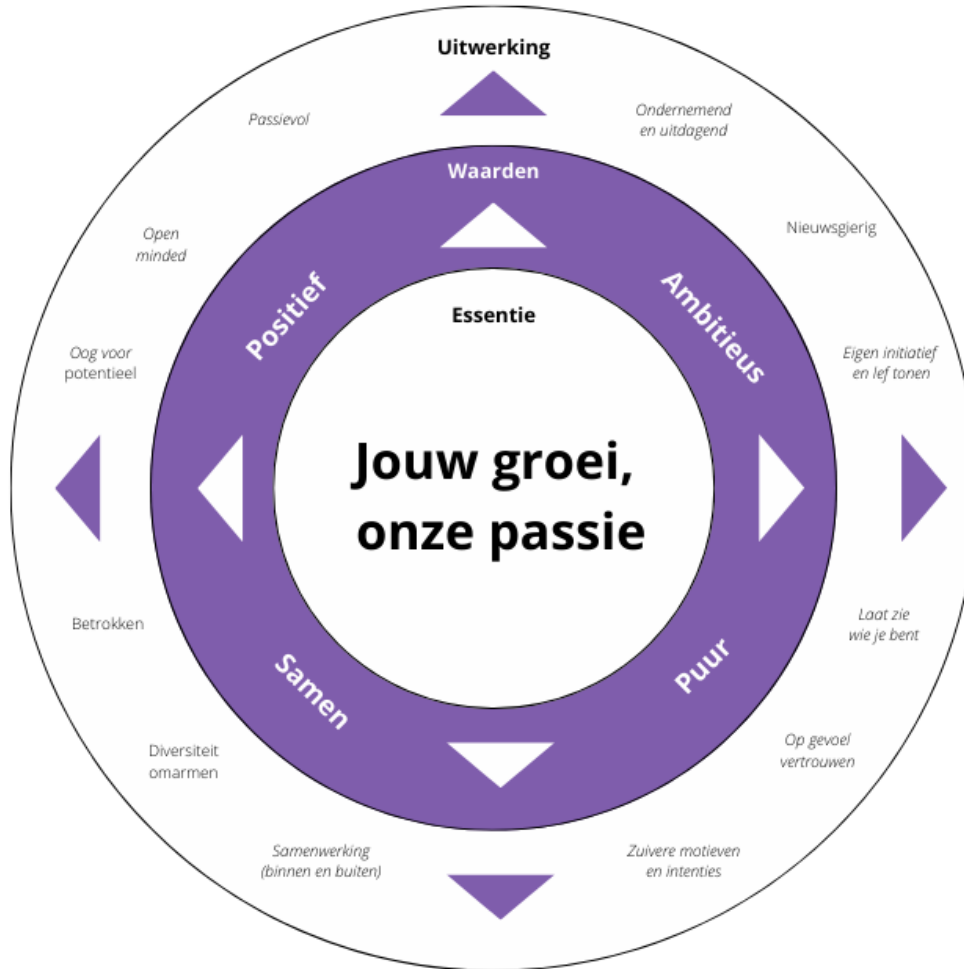 Uitwerking
Passievol
Ondernemend
en uitdagend
Waarden
Open
minded
Nieuwsgierig
Positief
Ambitieus
Essentie
Oog voor
potentieel
Eigen initiatief
en lef tonen
Jouw groei,
onze passie
Betrokken
Laat zie
wie je bent
Samen
Puur
Diversiteit
omarmen
Op gevoel
vertrouwen
Samenwerking
(binnen en buiten)
Zuivere motieven
en intenties